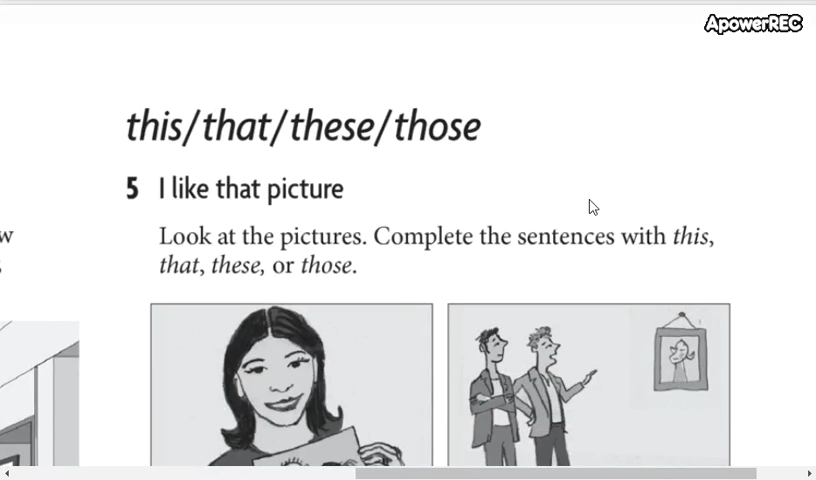 ApowerREC
this/that/these/those
5 I like that picture
w Look at the pictures. Complete the sentences with this,
that, these, or those.